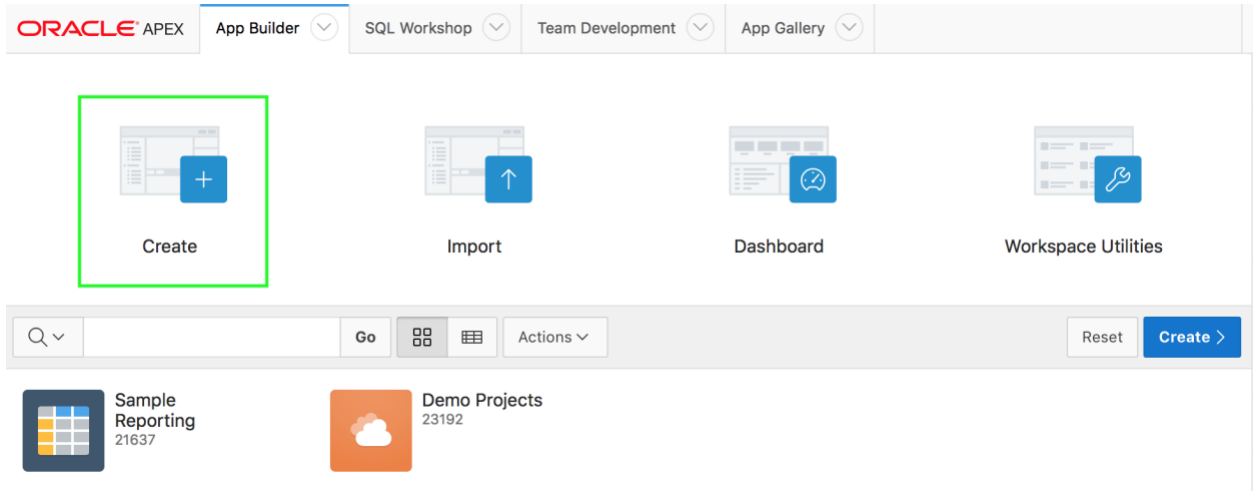 ORACLE APEX App Builder SQL Workshop Team Development App Gallery
Create Import Dashboard Workspace Utilities
Go Actions Reset Create
Sample Demo Projects
Reporting 23192
21637